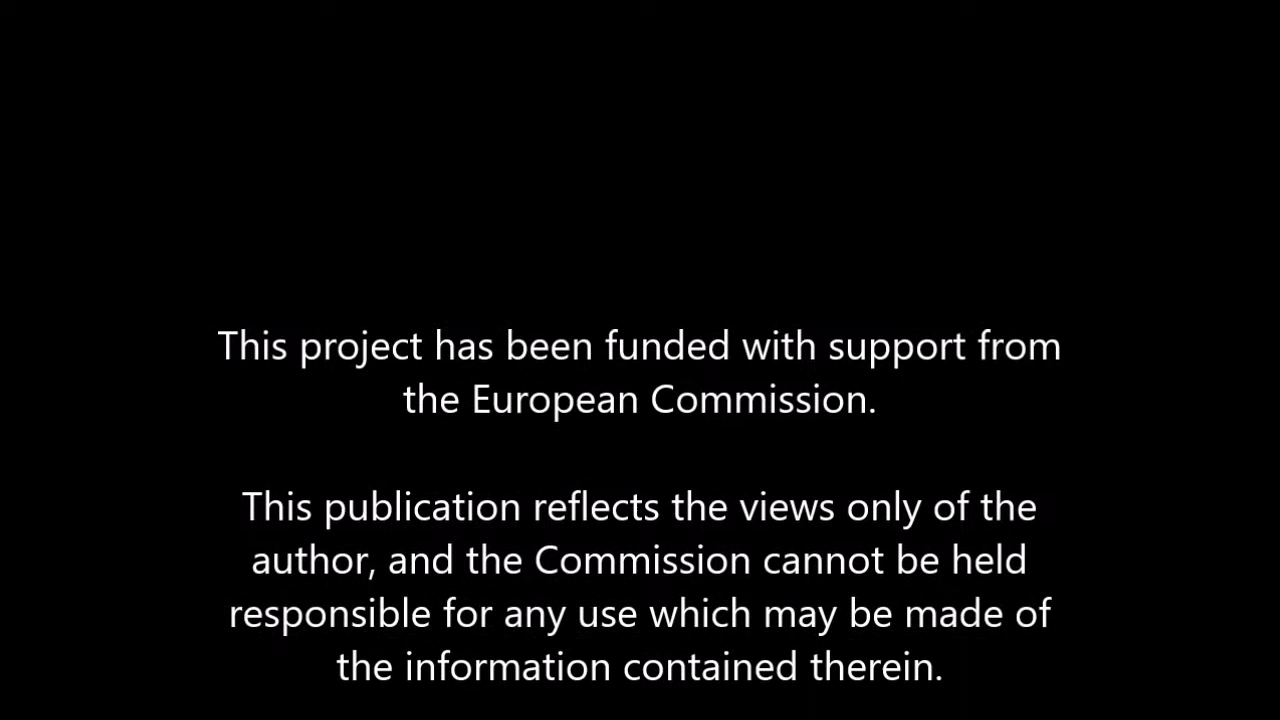 This project has been funded with support from
the European Commission.
This publication reflects the views only of the
author, and the Commission cannot be held
responsible for any use which may be made of
the information contained therein.